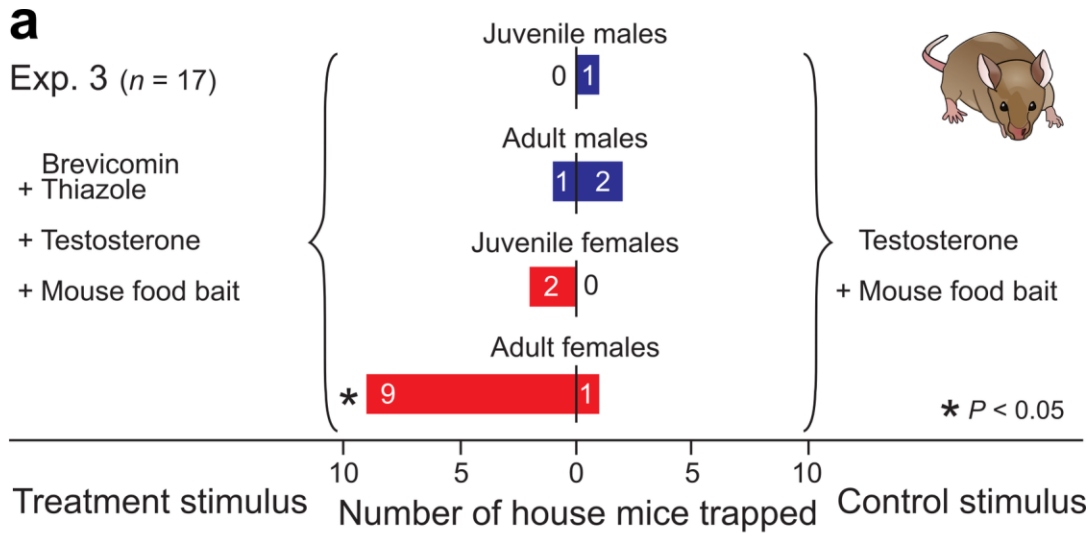 a
Exp. 3 (n = 17)
Juvenile males
0 1
Adult males
1 2
Juvenile females
2 0
Adult females
* 9 1
Brevicomin
+ Thiazole
+ Testosterone
+ Mouse food bait
Testosterone
+ Mouse food bait
* P < 0.05
10 5 0 5 10
Treatment stimulus
Number of house mice trapped
Control stimulus